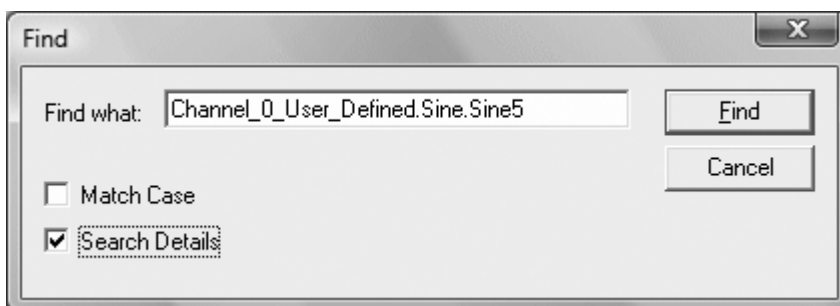 Find
Find what: Channel_0_User_Defined.Sine.Sine5 Find
Cancel
Match Case
Search Details